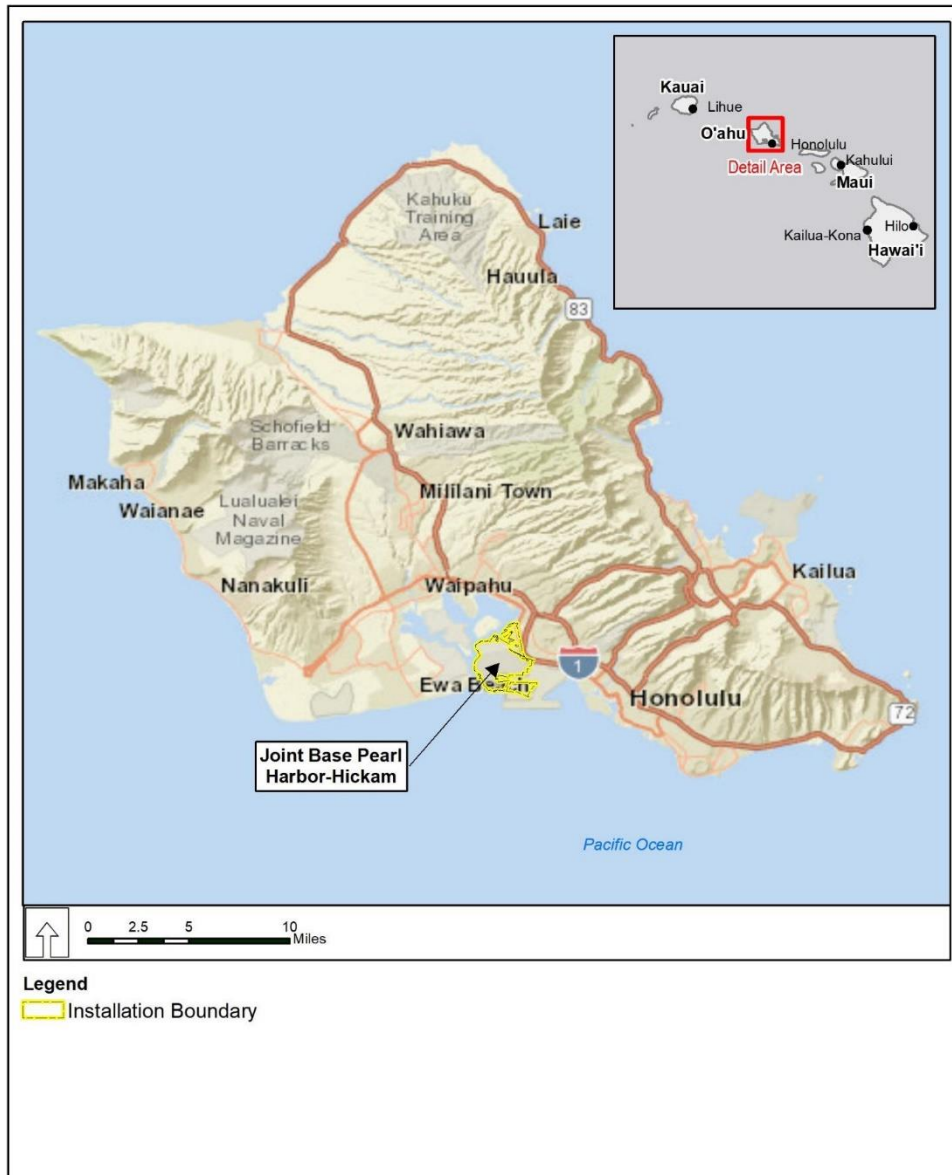 Kauai
Lihue
O'ahu
Honolulu
Detail Area
Kahului
Maui
Kailua-Kona
Hilo
Hawai'i
Kahuku
Training
Area
Laie
Hauula
83
Schofield
Barracks
Wahiawa
Makaha
Waianae
Lualualei
Naval
Magazine
Mililani Town
Nanakuli
Waipahu
Kailua
1
Ewa Beach
Honolulu
72
Joint Base Pearl
Harbor-Hickam
Pacific Ocean
0 2.5 5 10
Miles
Legend
Installation Boundary